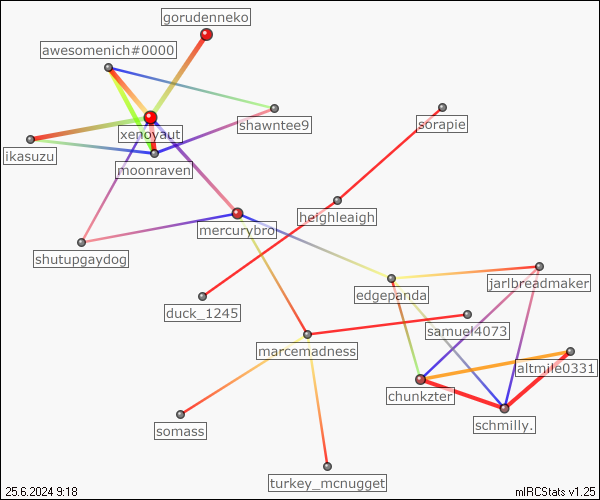 gorudenneko
awesomenich#0000
xenoyaut
shawntee9
sorapie
ikasuzu
moonraven
heighleaigh
mercurybro
shutupgaydog
jarlbreadmaker
edgepanda
duck_1245
samuel4073
marcemadness
altmile0331
chunkzter
schmilly.
somass
turkey_mcnugget
25.6.2024 9:18
mIRCStats v1.25